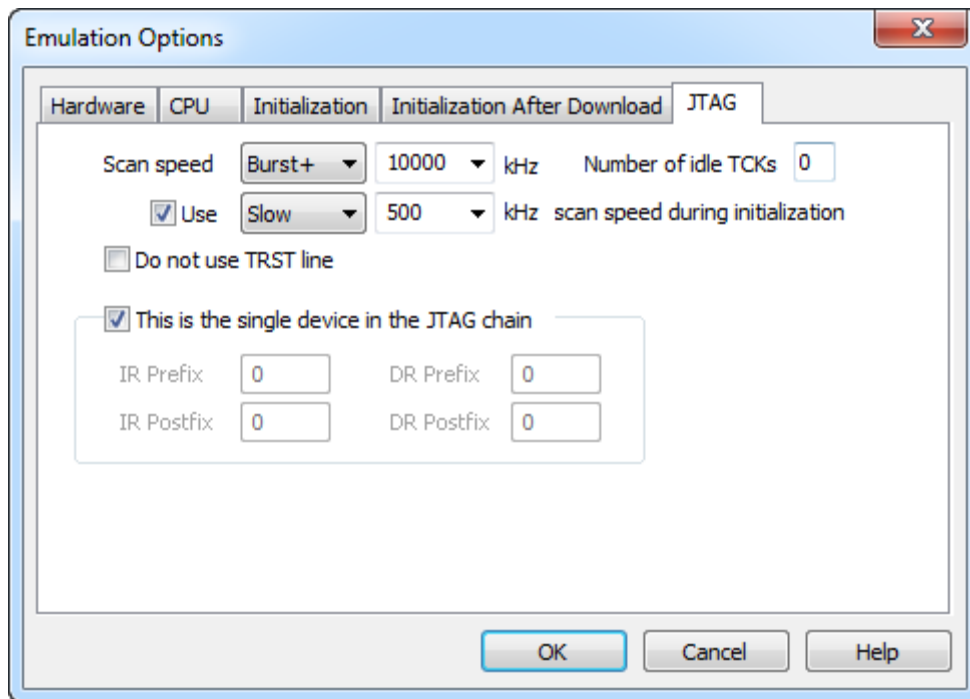 Emulation Options
Hardware CPU Initialization Initialization After Download JTAG
Scan speed Burst+ 10000 kHz Number of idle TCKs 0
Use Slow 500 kHz scan speed during initialization
Do not use TRST line
This is the single device in the JTAG chain
IR Prefix 0 DR Prefix 0
IR Postfix 0 DR Postfix 0
OK Cancel Help